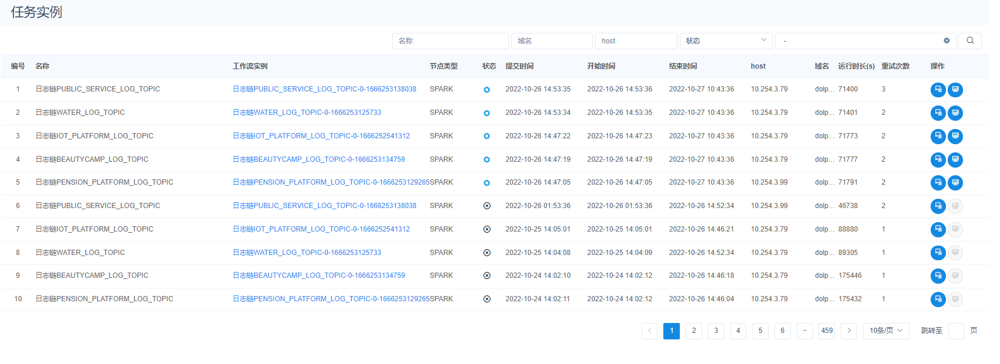 任务实例
名称 域名 host 状态 -
编号 名称 工作流实例 节点类型 状态 提交时间 开始时间 结束时间 host 域名 运行时长(s) 重试次数 操作
1 日志链PUBLIC_SERVICE_LOG_TOPIC 日志链PUBLIC_SERVICE_LOG_TOPIC-0-1666253138038 SPARK 2022-10-26 14:53:35 2022-10-26 14:53:36 2022-10-27 10:43:36 10.254.3.79 dolp... 71400 3
2 日志链WATER_LOG_TOPIC 日志链WATER_LOG_TOPIC-0-1666253125733 SPARK 2022-10-26 14:53:34 2022-10-26 14:53:35 2022-10-27 10:43:36 10.254.3.79 dolp... 71401 2
3 日志链IOT_PLATFORM_LOG_TOPIC 日志链IOT_PLATFORM_LOG_TOPIC-0-1666252541312 SPARK 2022-10-26 14:47:22 2022-10-26 14:47:23 2022-10-27 10:43:36 10.254.3.79 dolp... 71773 2
4 日志链BEAUTYCAMP_LOG_TOPIC 日志链BEAUTYCAMP_LOG_TOPIC-0-1666253134759 SPARK 2022-10-26 14:47:19 2022-10-26 14:47:19 2022-10-27 10:43:36 10.254.3.79 dolp... 71777 2
5 日志链PENSION_PLATFORM_LOG_TOPIC 日志链PENSION_PLATFORM_LOG_TOPIC-0-1666253129265 SPARK 2022-10-26 14:47:05 2022-10-26 14:47:05 2022-10-27 10:43:36 10.254.3.99 dolp... 71791 2
6 日志链PUBLIC_SERVICE_LOG_TOPIC 日志链PUBLIC_SERVICE_LOG_TOPIC-0-1666253138038 SPARK 2022-10-26 01:53:36 2022-10-26 01:53:36 2022-10-26 14:52:34 10.254.3.99 dolp... 46738 2
7 日志链IOT_PLATFORM_LOG_TOPIC 日志链IOT_PLATFORM_LOG_TOPIC-0-1666252541312 SPARK 2022-10-25 14:05:01 2022-10-25 14:05:01 2022-10-26 14:46:21 10.254.3.79 dolp... 88880 1
8 日志链WATER_LOG_TOPIC 日志链WATER_LOG_TOPIC-0-1666253125733 SPARK 2022-10-25 14:04:08 2022-10-25 14:04:09 2022-10-26 14:52:34 10.254.3.79 dolp... 89305 1
9 日志链BEAUTYCAMP_LOG_TOPIC 日志链BEAUTYCAMP_LOG_TOPIC-0-1666253134759 SPARK 2022-10-24 14:02:10 2022-10-24 14:02:12 2022-10-26 14:46:18 10.254.3.79 dolp... 175446 1
10 日志链PENSION_PLATFORM_LOG_TOPIC 日志链PENSION_PLATFORM_LOG_TOPIC-0-1666253129265 SPARK 2022-10-24 14:02:11 2022-10-24 14:02:12 2022-10-26 14:46:04 10.254.3.79 dolp... 175432 1
1 2 3 4 5 6 ... 459 10条/页 跳转至 页